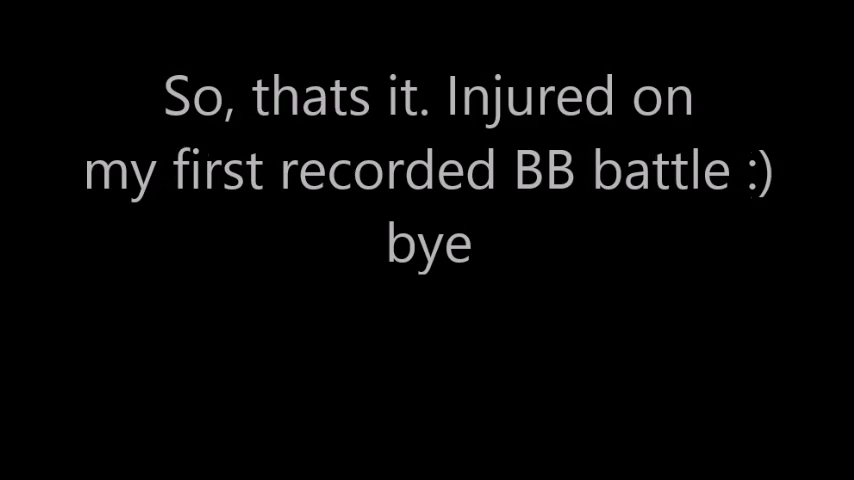 So, thats it. Injured on
my first recorded BB battle :)
bye